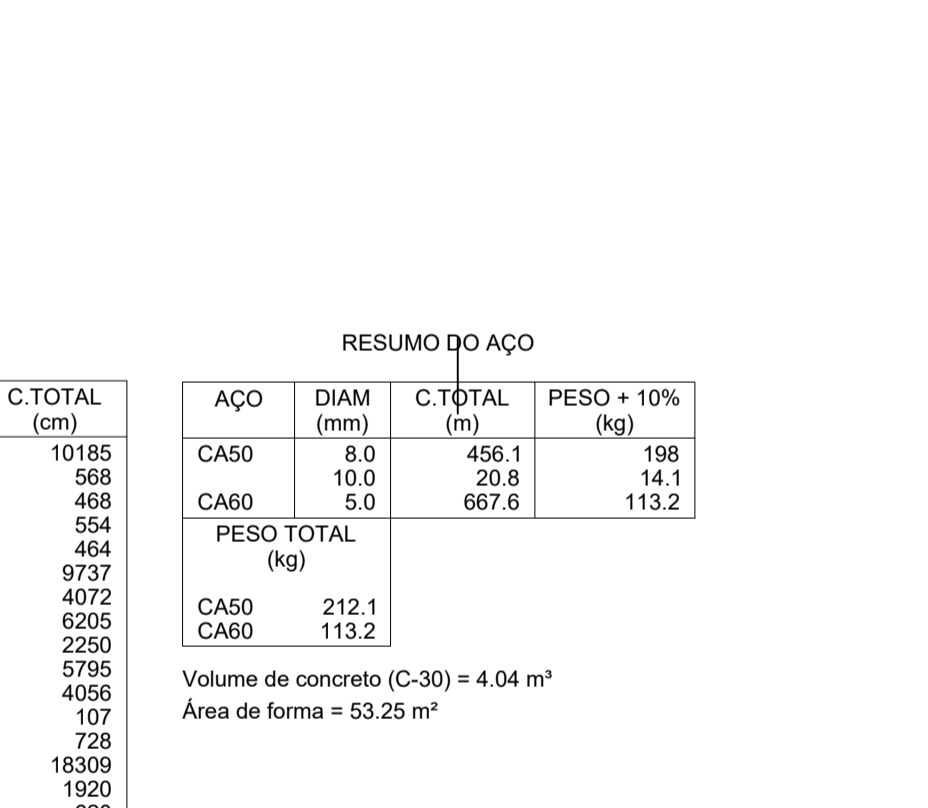 RESUMO DO AÇO
C.TOTAL
(cm)
10185
568
468
554
464
9737
4072
6205
2250
5795
4056
107
728
18309
1920
AÇO DIAM C.TOTAL PESO + 10%
(mm) (m) (kg)
CA50 8.0 456.1 198
10.0 20.8 14.1
CA60 5.0 667.6 113.2
PESO TOTAL
(kg)
CA50 212.1
CA60 113.2
Volume de concreto (C-30) = 4.04 m³
Área de forma = 53.25 m²